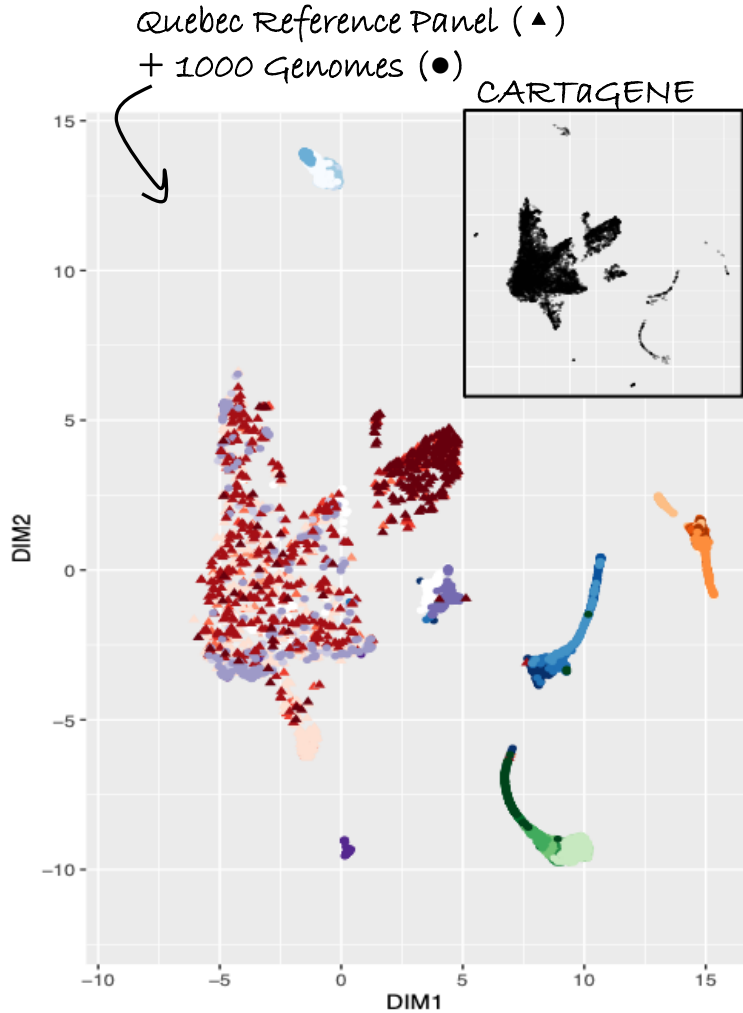 Quebec Reference Panel (▲)
+ 1000 Genomes (●)
CARTaGENE
15
10
5
0
−5
−10
DIM2
−10 −5 0 5 10 15
DIM1